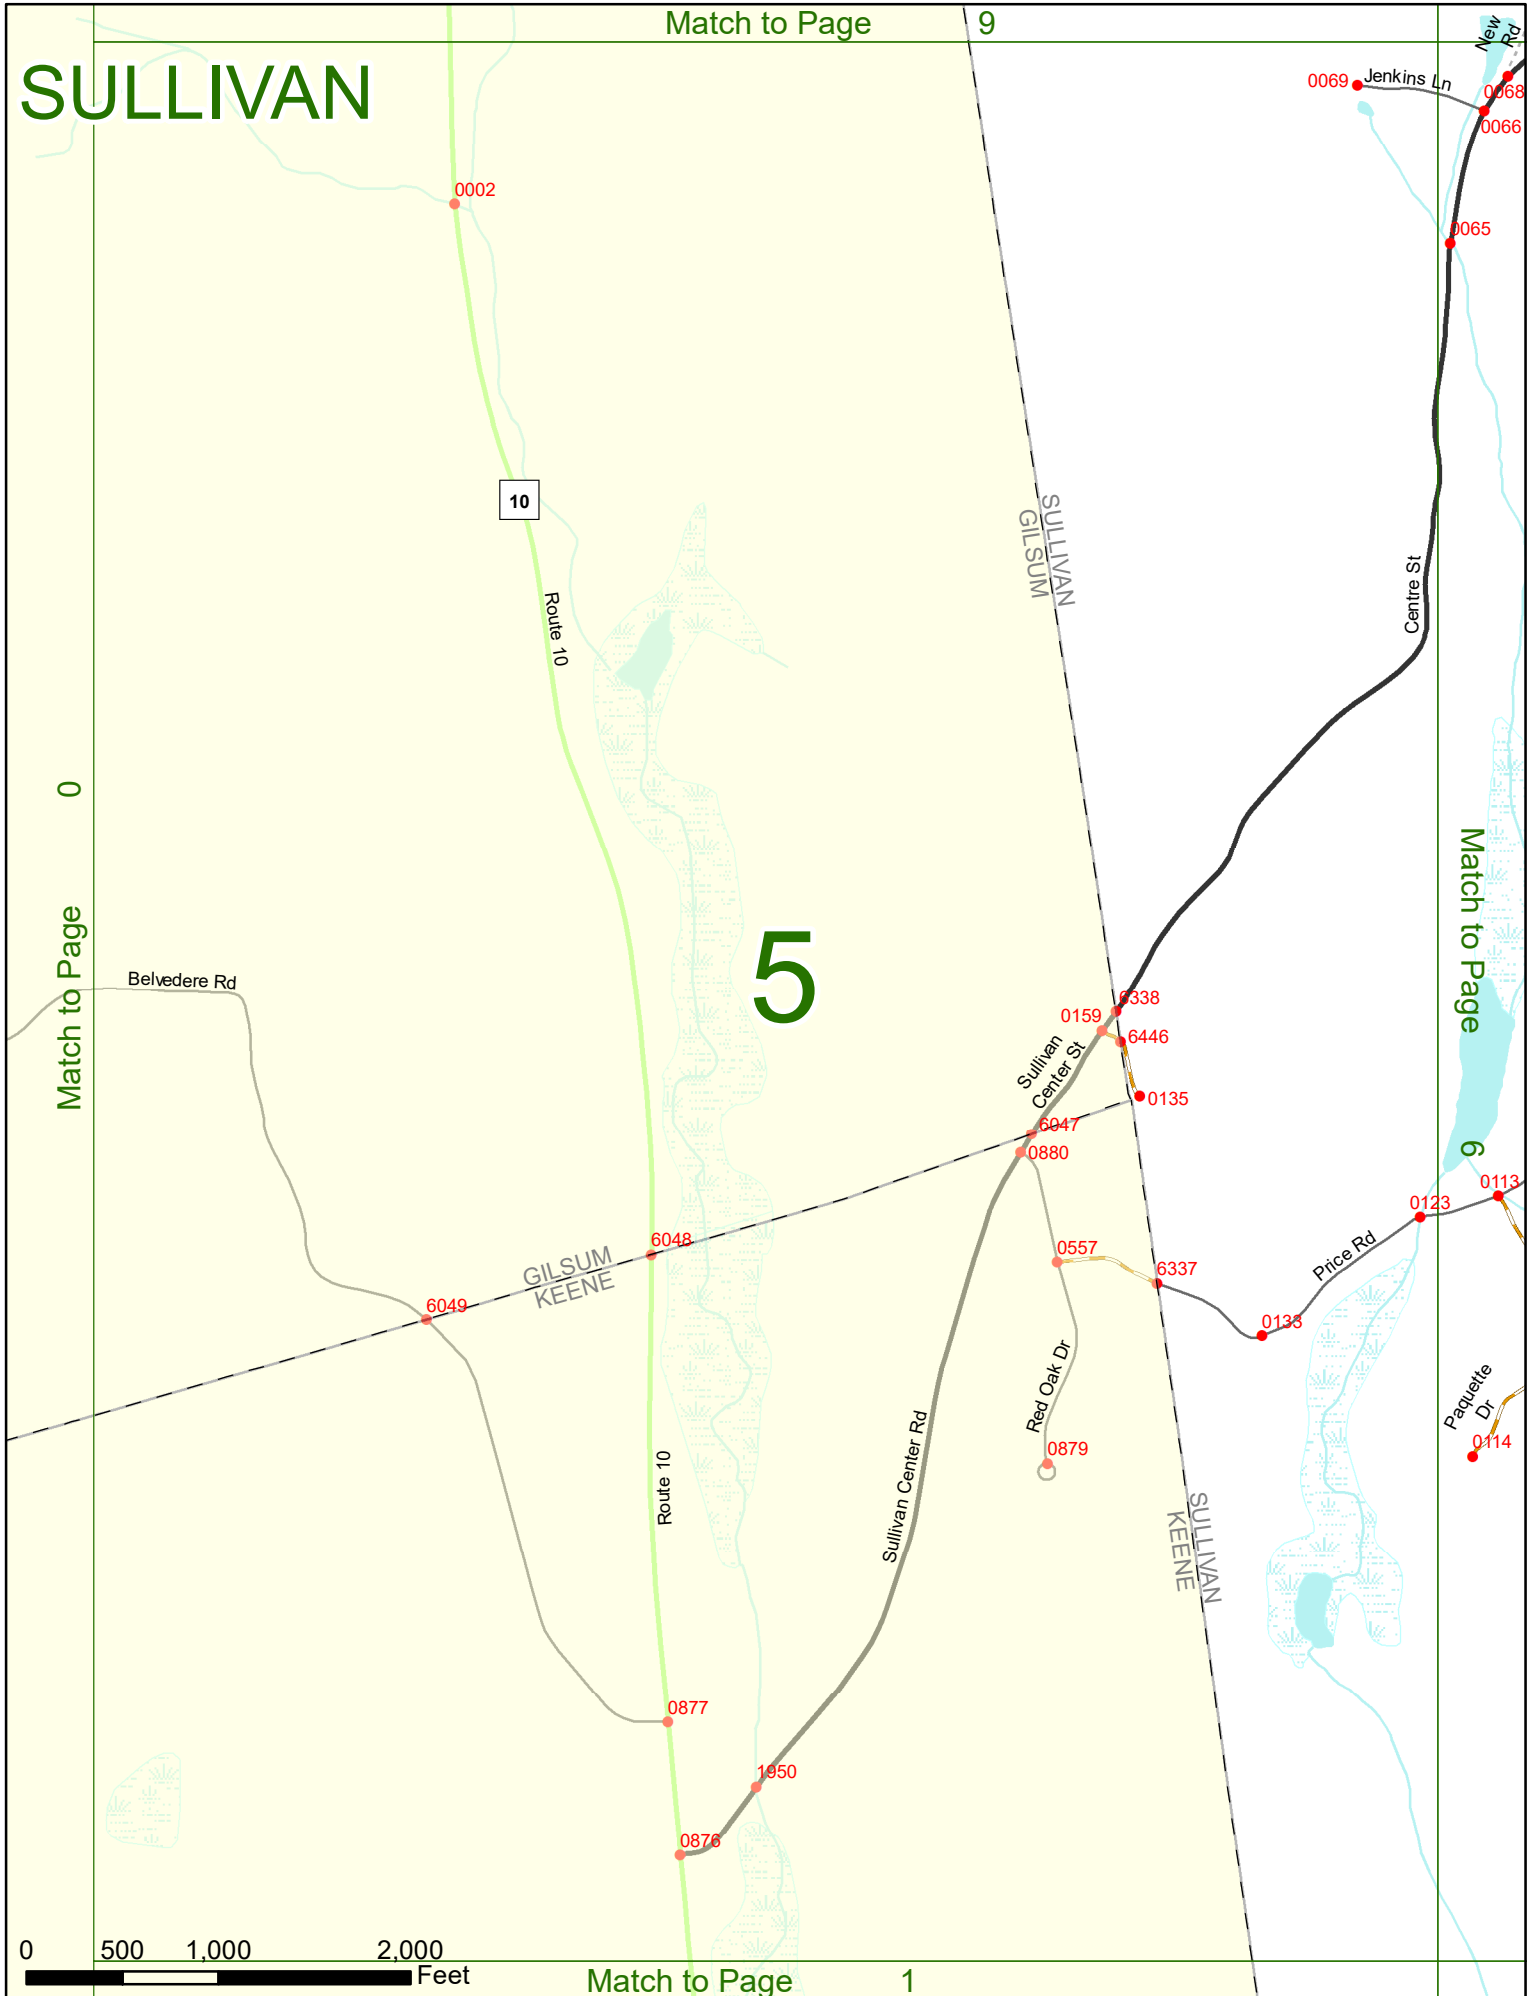 Match to Page 9
SULLIVAN
New
Rd
0069
Jenkins Ln
0068
0066
0002
0065
10
SULLIVAN
GILSUM
Centre St
Route 10
0
Match to Page
Match to Page
6
5
Belvedere Rd
6338
0159
6446
Sullivan
Center St
0135
6047
0880
0113
0123
6048
0557
GILSUM
KEENE
6337
Price Rd
6049
0133
Red Oak Dr
Paquette
Dr
0114
0879
Sullivan Center Rd
Route 10
SULLIVAN
KEENE
0877
1950
0876
0 500 1,000 2,000
Feet
Match to Page 1